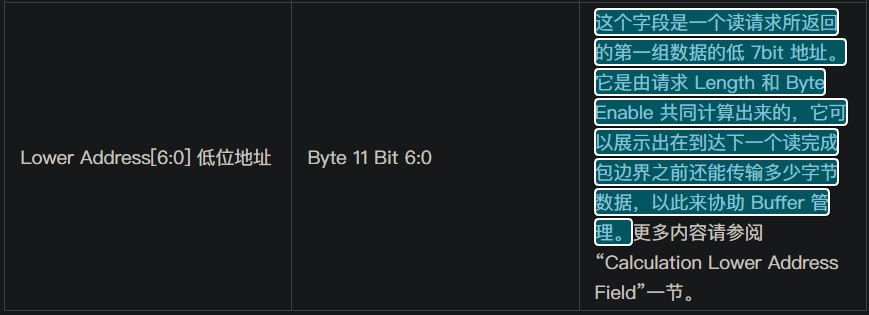 Lower Address[6:0] 低位地址
Byte 11 Bit 6:0
这个字段是一个读请求所返回
的第一组数据的低 7bit 地址。
它是由请求 Length 和 Byte
Enable 共同计算出来的，它可
以展示出在到达下一个读完成
包边界之前还能传输多少字节
数据，以此来协助 Buffer 管
理。更多内容请参阅
“Calculation Lower Address
Field”一节。